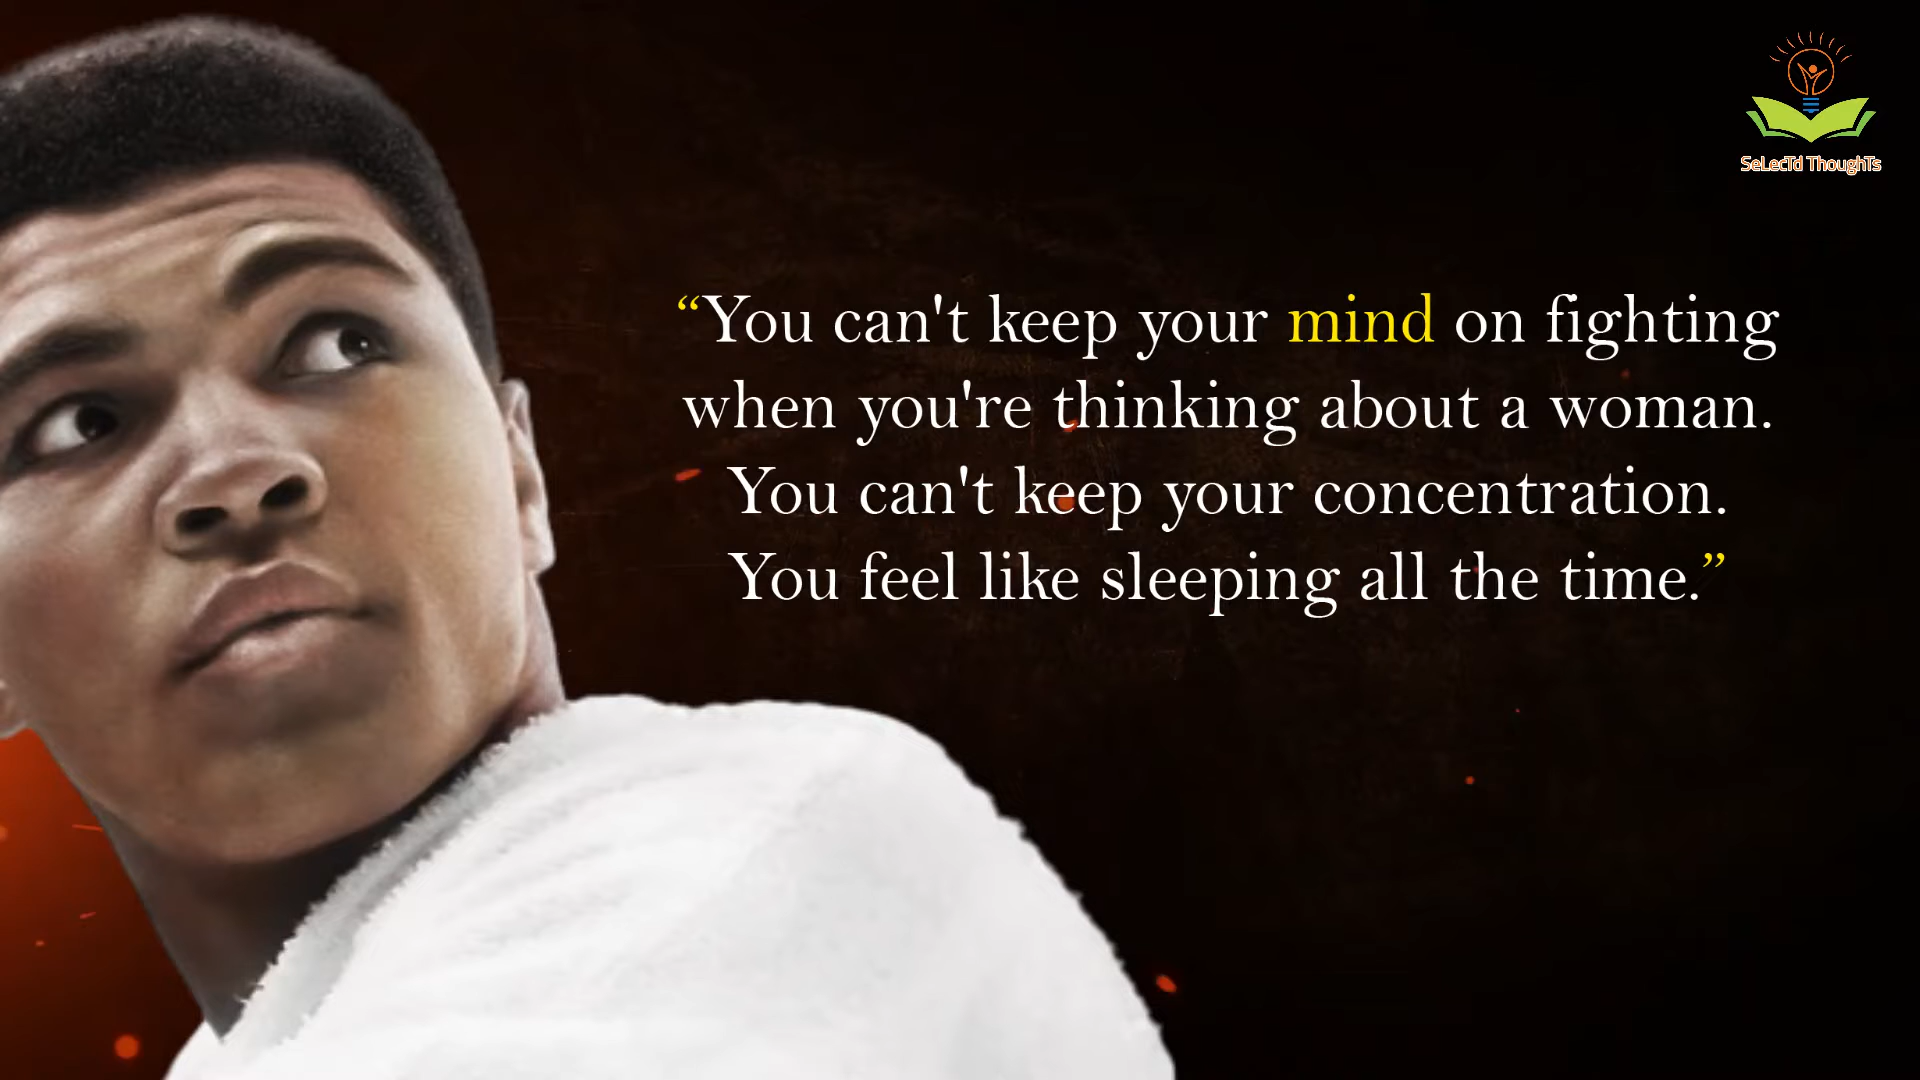 SeLecTd ThoughTs
“You can't keep your mind on fighting
when you're thinking about a woman.
You can't keep your concentration.
You feel like sleeping all the time.”